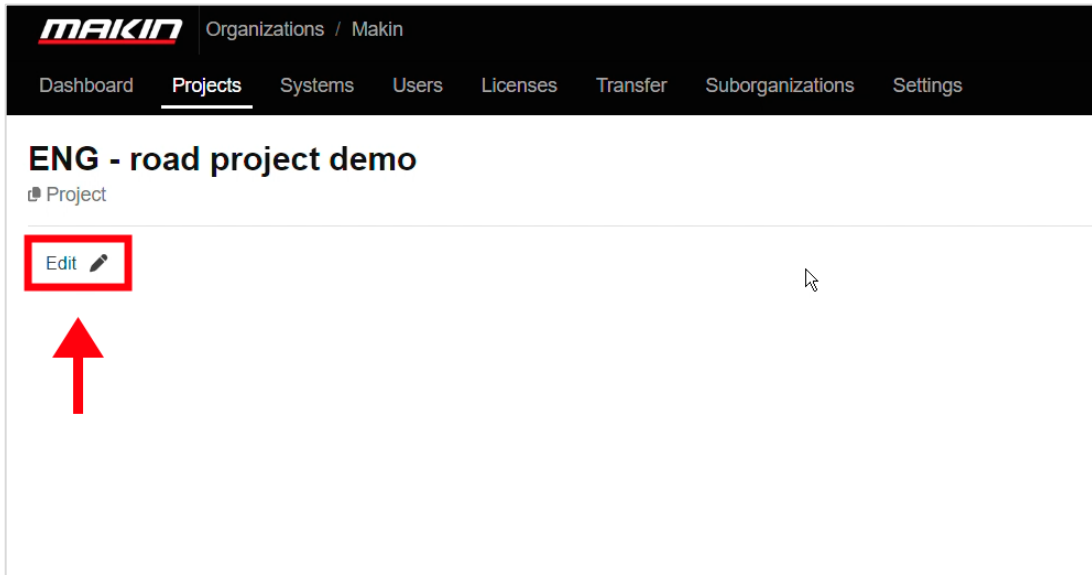 MAKIN Organizations / Makin
Dashboard Projects Systems Users Licenses Transfer Suborganizations Settings
ENG - road project demo
Project
Edit